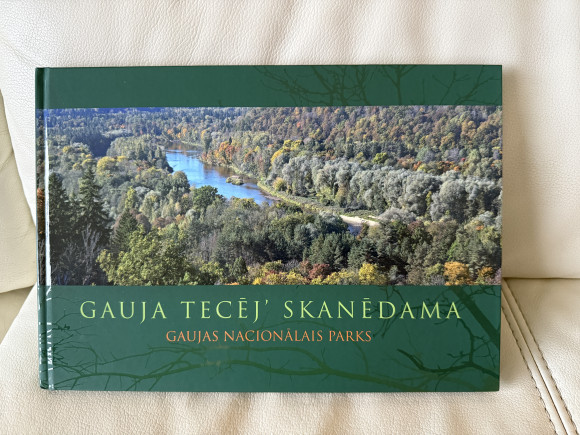 GAUJA TECĒJ' SKANĒDAMA
GAUJAS NACIONĀLAIS PARKS